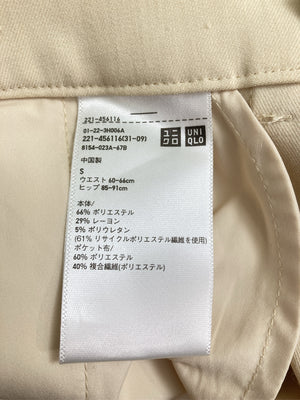 221-456116
01-22-3H006A
221-456116(31-09)
8154-023A-67B
ユニクロ
UNIQLO
中国製
S
ウエスト 60-66cm
ヒップ 85-91cm
本体/
66% ポリエステル
29% レーヨン
5% ポリウレタン
(61% リサイクルポリエステル繊維を使用)
ポケット布/
60% ポリエステル
40% 複合繊維(ポリエステル)